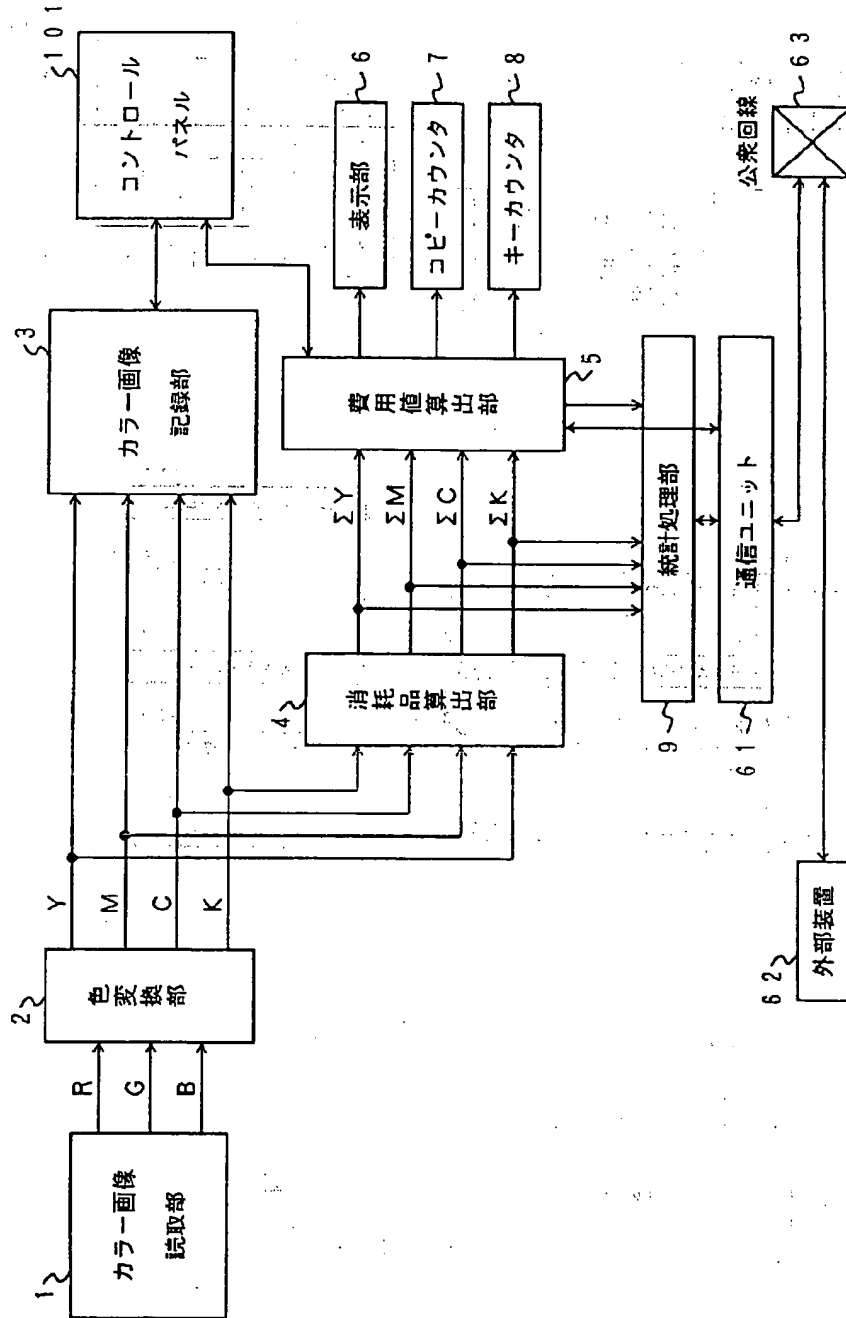 1
カラー画像
読取部
R
G
B
2
色変換部
Y
M
C
K
3
カラー画像
記録部
101
コントロール
パネル
4
消耗品算出部
ΣY
ΣM
ΣC
ΣK
5
費用値算出部
表示部
6
コピーカウンタ
7
キーカウンタ
8
統計処理部
9
通信ユニット
61
外部装置
62
公衆回線
63